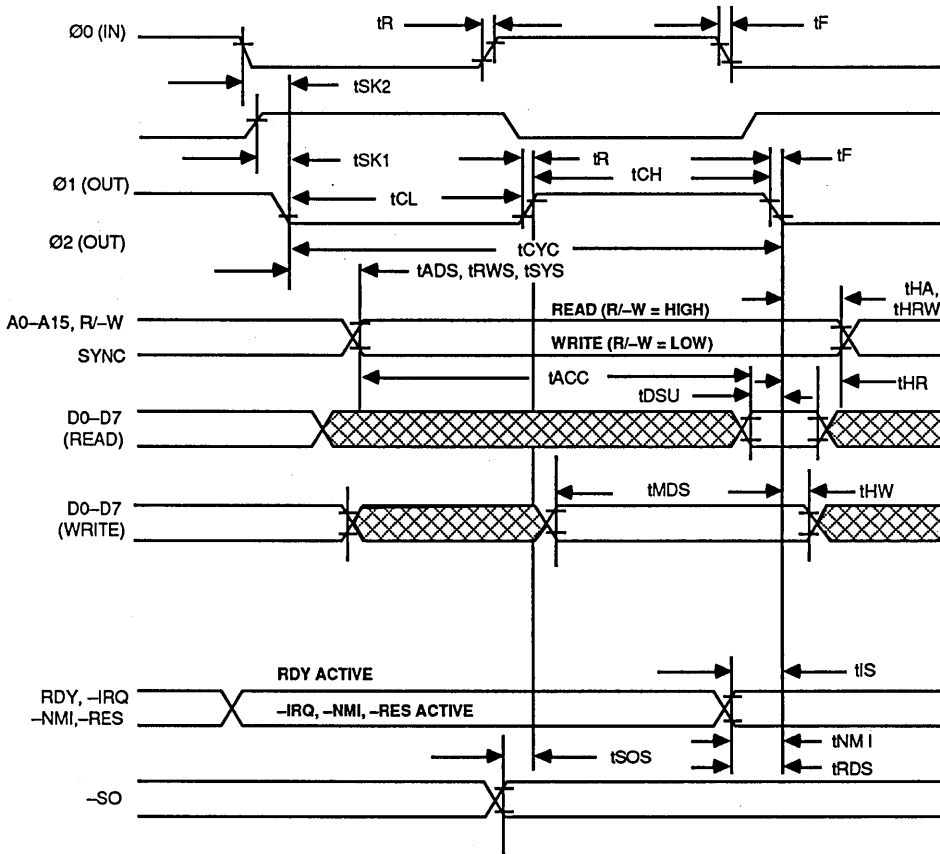 Ø0 (IN)
tR
tF
tSK2
tSK1
tR
tF
tCH
Ø1 (OUT)
tCL
Ø2 (OUT)
tCYC
tADS, tRWS, tSYS
tHA,
tHRW
A0–A15, R/–W
READ (R/–W = HIGH)
SYNC
WRITE (R/–W = LOW)
tACC
tHR
tDSU
D0–D7
(READ)
tMDS
tHW
D0–D7
(WRITE)
RDY ACTIVE
tIS
RDY, –IRQ
–NMI,–RES
–IRQ, –NMI, –RES ACTIVE
tNM I
tSOS
tRDS
–SO